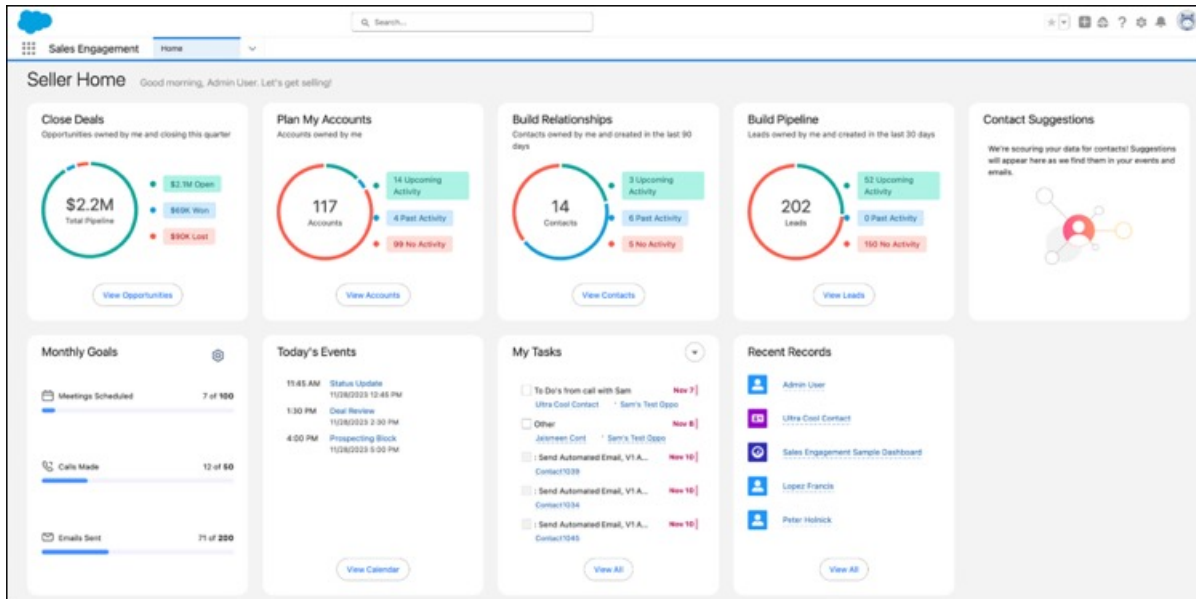 Search...
Sales Engagement
Home
Seller Home
Good morning, Admin User. Let's get selling!
Close Deals
Opportunities owned by me and closing this quarter
$2.2M
Total Pipeline
$2.1M Open
$69K Won
$90K Lost
View Opportunities
Plan My Accounts
Accounts owned by me
117
Accounts
14 Upcoming
Activity
4 Past Activity
99 No Activity
View Accounts
Build Relationships
Contacts owned by me and created in the last 90
days
14
Contacts
3 Upcoming
Activity
6 Past Activity
5 No Activity
View Contacts
Build Pipeline
Leads owned by me and created in the last 30 days
202
Leads
52 Upcoming
Activity
0 Past Activity
150 No Activity
View Leads
Contact Suggestions
We're scouring your data for contacts! Suggestions
will appear here as we find them in your events and
emails.
Monthly Goals
Meetings Scheduled 7 of 100
Calls Made 12 of 50
Emails Sent 71 of 200
Today's Events
11:45 AM Status Update
11/28/2023 12:45 PM
1:30 PM Deal Review
11/28/2023 2:30 PM
4:00 PM Prospecting Block
11/28/2023 5:00 PM
View Calendar
My Tasks
To Do's from call with Sam Nov 7
Ultra Cool Contact • Sam's Test Oppo
Other Nov 8
Jaismeen Cont • Sam's Test Oppo
: Send Automated Email, V1 A... Nov 10
Contact1039
: Send Automated Email, V1 A... Nov 10
Contact1034
: Send Automated Email, V1 A... Nov 10
Contact1045
View All
Recent Records
Admin User
Ultra Cool Contact
Sales Engagement Sample Dashboard
Lopez Francis
Peter Holnick
View All